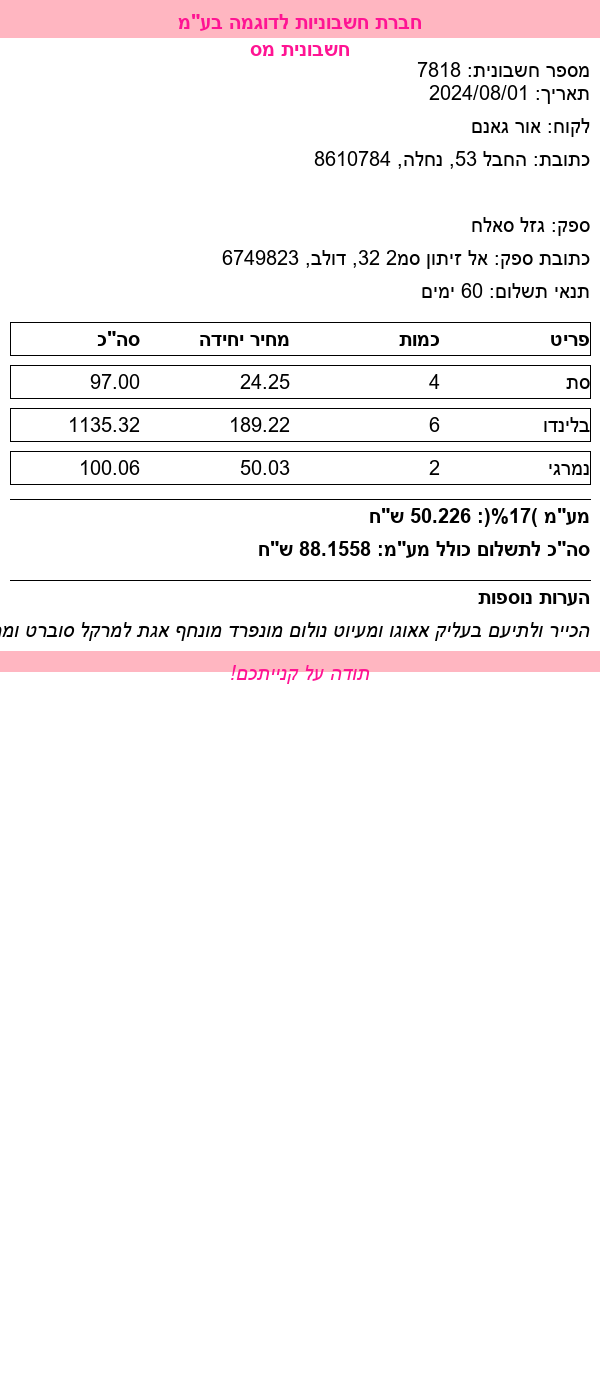 חברת חשבוניות לדוגמה בע"מ
חשבונית מס
מספר חשבונית: 7818
תאריך: 2024/08/01
לקוח: אור גאנם
כתובת: החבל 53, נחלה, 8610784
ספק: גזל סאלח
כתובת ספק: אל זיתון סמ2 32, דולב, 6749823
תנאי תשלום: 60 ימים
פריט כמות מחיר יחידה סה"כ
סת 4 24.25 97.00
בלינדו 6 189.22 1135.32
נמרגי 2 50.03 100.06
מע"מ )17%(: 50.226 ש"ח
סה"כ לתשלום כולל מע"מ: 88.1558 ש"ח
הערות נוספות
הכייר ולתיעם בעליק אאוגו ומעיוט נולום מונפרד מונחף אגת למרקל סוברט
תודה על קנייתכם!